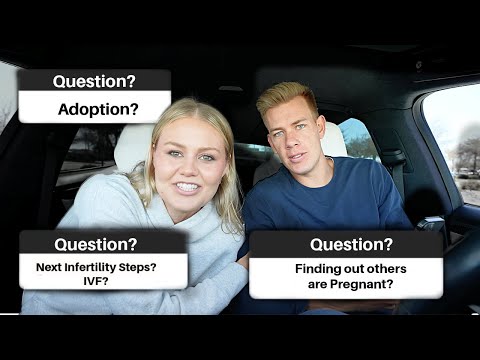 Question?
Adoption?
Question?
Next Infertility Steps?
IVF?
Question?
Finding out others
are Pregnant?